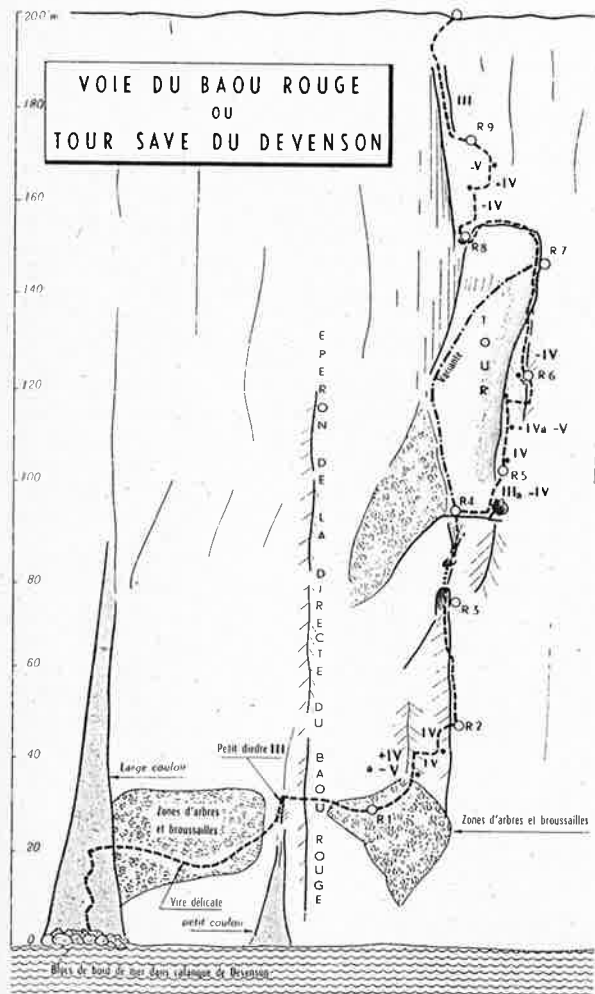 200 m
VOIE DU BAOU ROUGE
OU
TOUR SAVE DU DEVENSON
180
III
R9
-V
-IV
160
-IV
R8
R7
140
TOUR
Variante
-IV
R6
120
IVa -V
IV
R5
100
R4
IIIa -IV
EPERON DE LA DIRECTE DU BAOU ROUGE
80
R3
60
R2
IV
40
Petit diedre III
+IV
IV
a -V
Large couloir
Zones d'arbres
et broussailles
R1
Zones d'arbres et broussailles
20
Vire délicate
petit couloir
0
Blocs de bord de mer dans calanque de Devenson